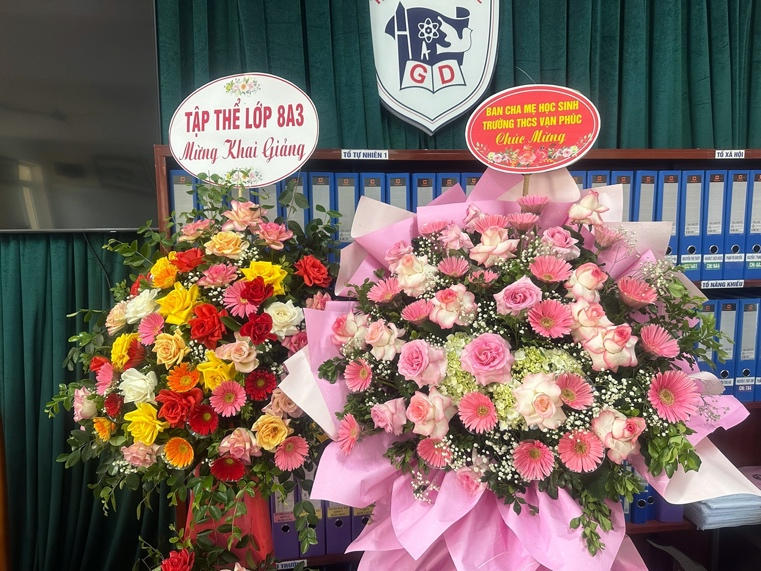 GD
TẬP THỂ LỚP 8A3
Mừng Khai Giảng
BAN CHA MẸ HỌC SINH
TRƯỜNG THCS VẠN PHÚC
Chúc Mừng
TỔ TỰ NHIÊN 1
TỔ XÃ HỘI
TỔ NĂNG KHIẾU